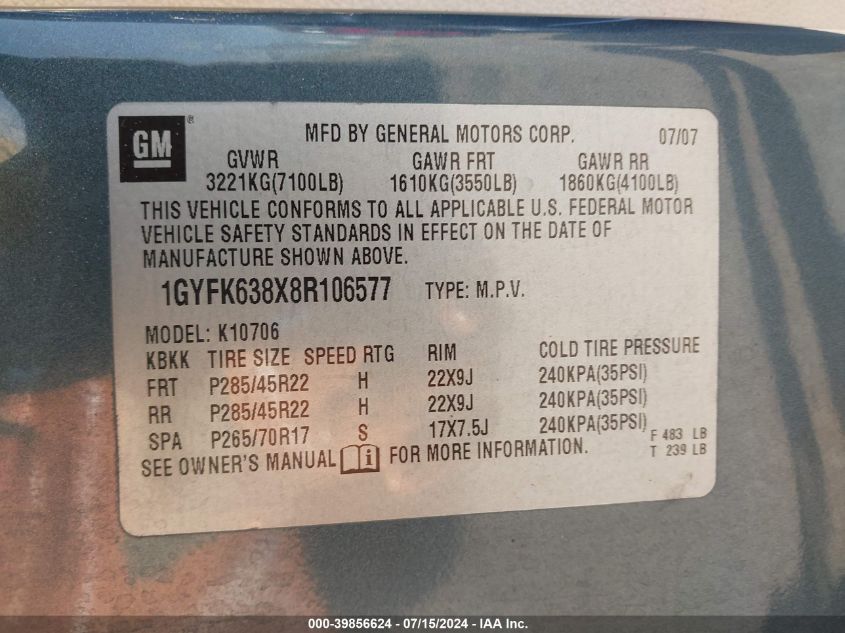 GM®
MFD BY GENERAL MOTORS CORP. 07/07
GVWR GAWR FRT GAWR RR
3221KG(7100LB) 1610KG(3550LB) 1860KG(4100LB)
THIS VEHICLE CONFORMS TO ALL APPLICABLE U.S. FEDERAL MOTOR
VEHICLE SAFETY STANDARDS IN EFFECT ON THE DATE OF
MANUFACTURE SHOWN ABOVE.
1GYFK638X8R106577 TYPE: M.P.V.
MODEL: K10706
KBKK TIRE SIZE SPEED RTG RIM COLD TIRE PRESSURE
FRT P285/45R22 H 22X9J 240KPA(35PSI)
RR P285/45R22 H 22X9J 240KPA(35PSI)
SPA P265/70R17 S 17X7.5J 240KPA(35PSI)
F 483 LB
T 239 LB
SEE OWNER'S MANUAL i FOR MORE INFORMATION.
000-39856624 - 07/15/2024 - IAA Inc.